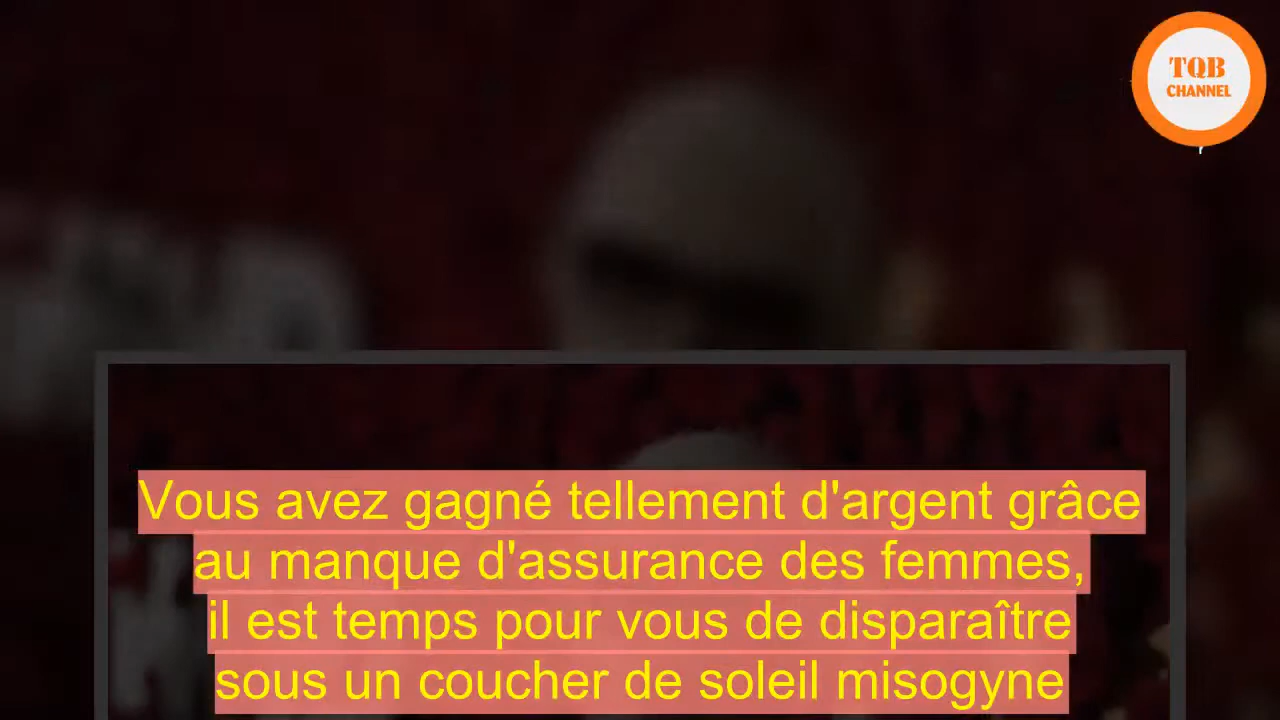 TQB
CHANNEL
Vous avez gagné tellement d'argent grâce
au manque d'assurance des femmes,
il est temps pour vous de disparaître
sous un coucher de soleil misogyne